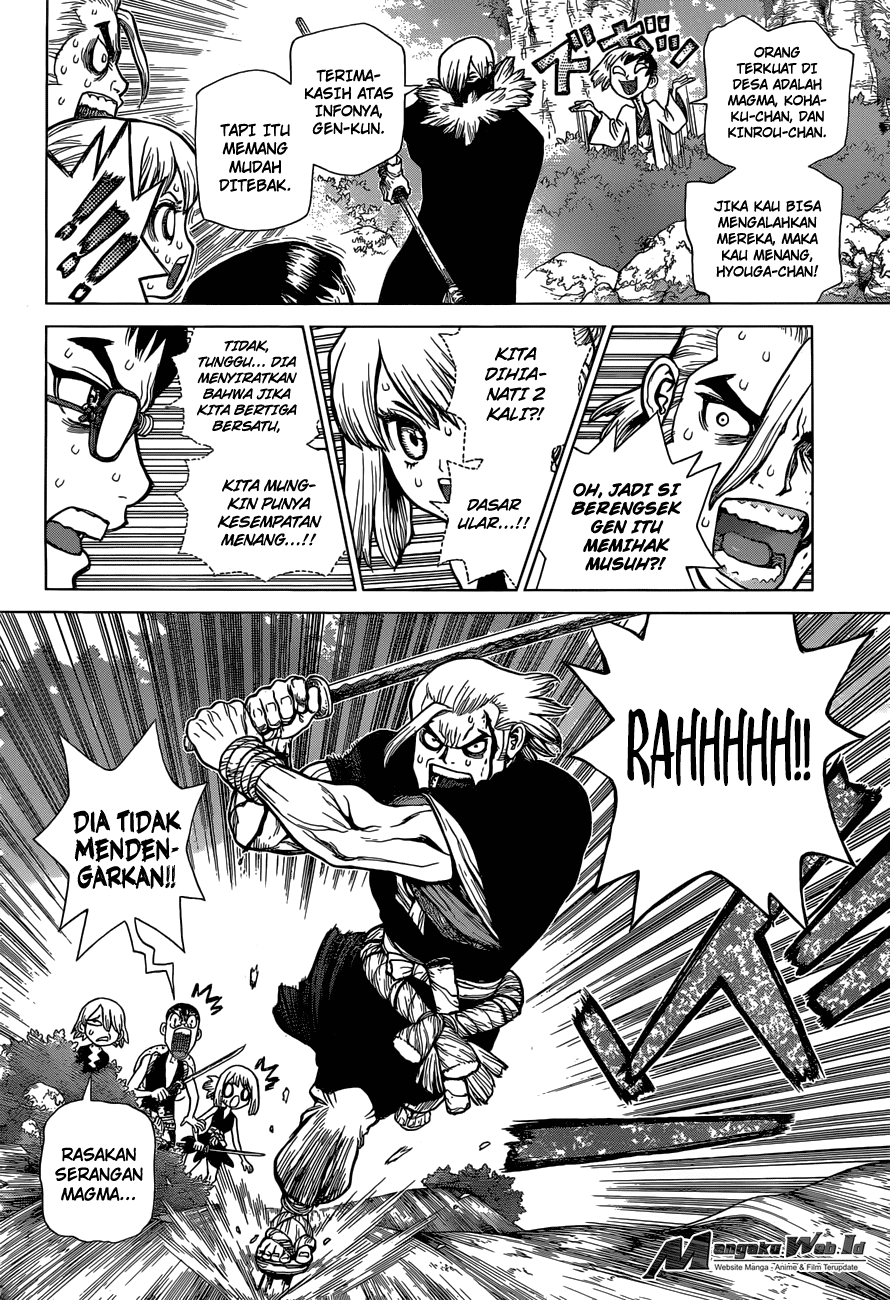 ORANG
TERKUAT DI
DESA ADALAH
MAGMA, KOHA-
KU-CHAN, DAN
KINROU-CHAN.
JIKA KAU BISA
MENGALAHKAN
MEREKA, MAKA
KAU MENANG,
HYOUGA-CHAN!
TERIMA-
KASIH ATAS
INFONYA,
GEN-KUN.
TAPI ITU
MEMANG
MUDAH
DITEBAK.
!!!
OH, JADI SI
BERENGSEK
GEN ITU
MEMIHAK
MUSUH?!
KITA
DIHIA-
NATI 2
KALI?!
DASAR
ULAR...!!
TIDAK,
TUNGGU... DIA
MENYIRATKAN
BAHWA JIKA
KITA BERTIGA
BERSATU,
KITA MUNG-
KIN PUNYA
KESEMPATAN
MENANG...!!
RAHHHHH!!
DIA TIDAK
MENDEN-
GARKAN!!
RASAKAN
SERANGAN
MAGMA...
Mangaku.Web.Id
Website Manga - Anime & Film Terupdate